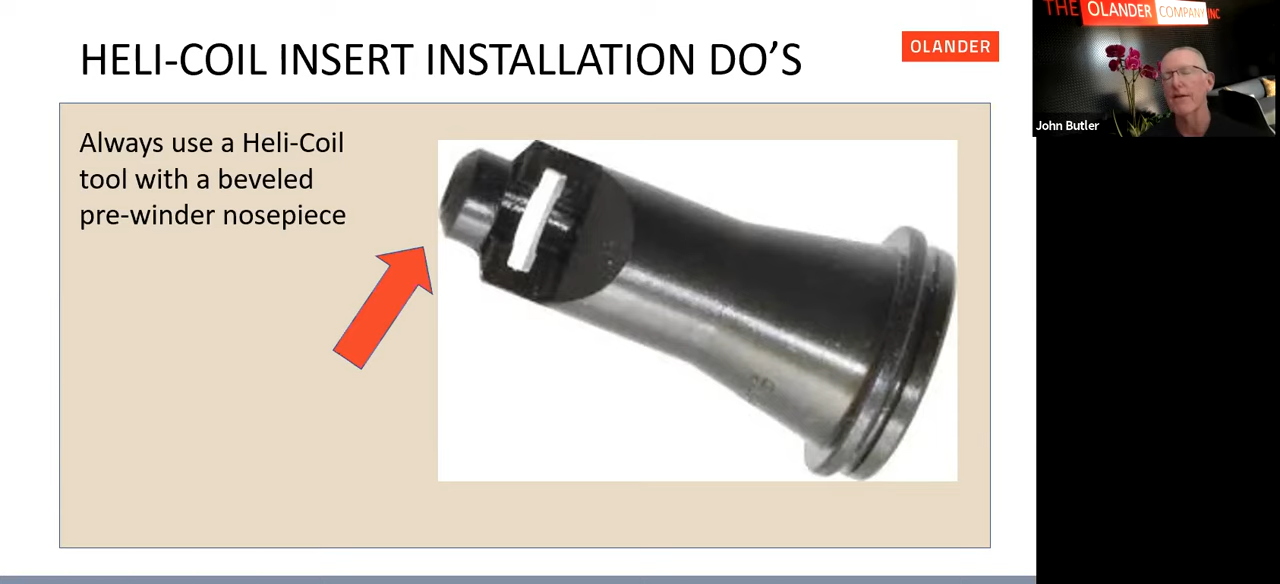 HELI-COIL INSERT INSTALLATION DO'S
OLANDER
Always use a Heli-Coil
tool with a beveled
pre-winder nosepiece
THE OLANDER COMPANY INC
John Butler